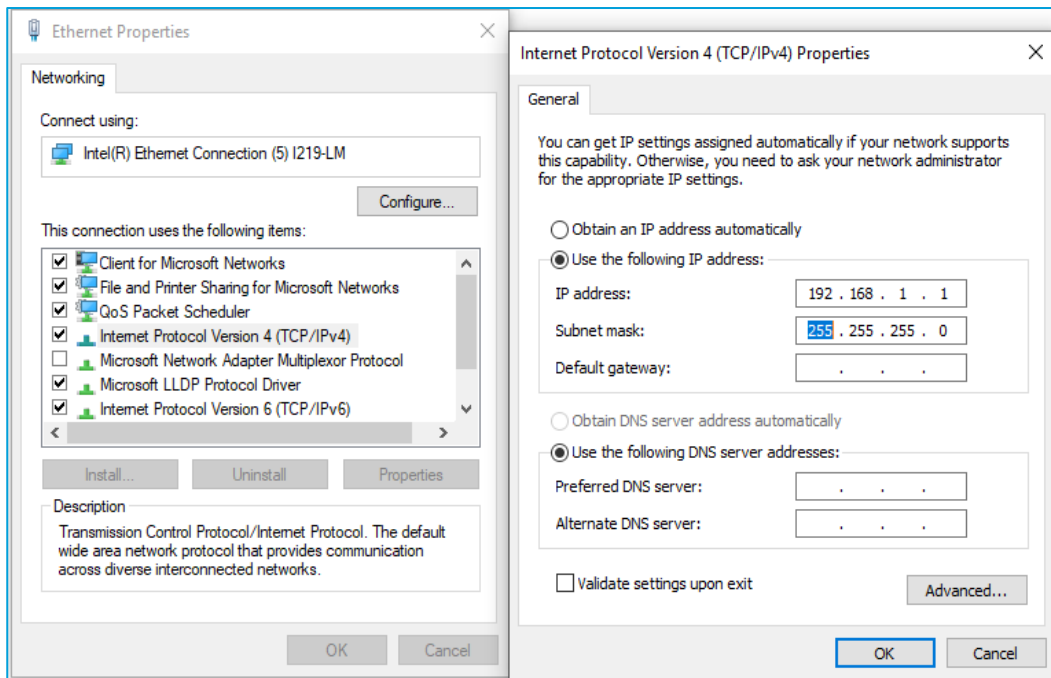 Ethernet Properties
Networking
Connect using:
Intel(R) Ethernet Connection (5) I219-LM
Configure...
This connection uses the following items:
Client for Microsoft Networks
File and Printer Sharing for Microsoft Networks
QoS Packet Scheduler
Internet Protocol Version 4 (TCP/IPv4)
Microsoft Network Adapter Multiplexor Protocol
Microsoft LLDP Protocol Driver
Internet Protocol Version 6 (TCP/IPv6)
Install...
Uninstall
Properties
Description
Transmission Control Protocol/Internet Protocol. The default
wide area network protocol that provides communication
across diverse interconnected networks.
OK
Cancel
Internet Protocol Version 4 (TCP/IPv4) Properties
General
You can get IP settings assigned automatically if your network supports
this capability. Otherwise, you need to ask your network administrator
for the appropriate IP settings.
Obtain an IP address automatically
Use the following IP address:
IP address:
192 . 168 . 1 . 1
Subnet mask:
255 . 255 . 255 . 0
Default gateway:
. . .
Obtain DNS server address automatically
Use the following DNS server addresses:
Preferred DNS server:
. . .
Alternate DNS server:
. . .
Validate settings upon exit
Advanced...
OK
Cancel